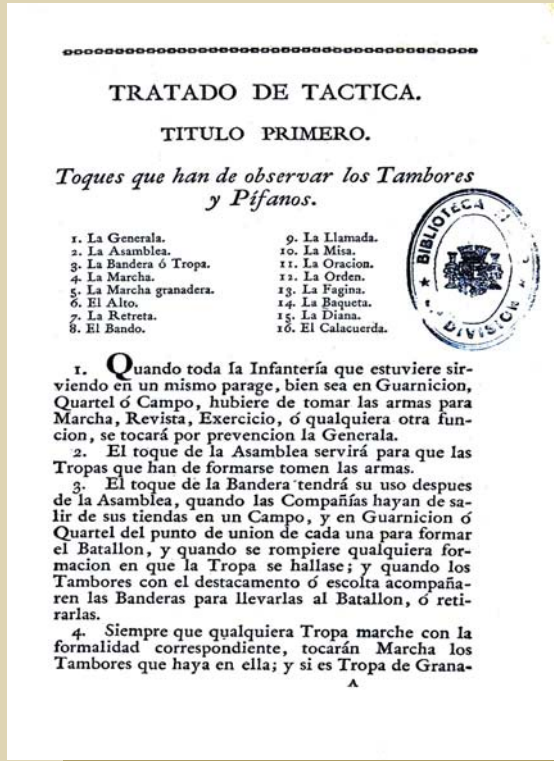 TRATADO DE TACTICA.
TITULO PRIMERO.
Toques que han de observar los Tambores
y Pífanos.
1. La Generala.
2. La Asamblea.
3. La Bandera ó Tropa.
4. La Marcha.
5. La Marcha granadera.
6. El Alto.
7. La Retreta.
8. El Bando.
9. La Llamada.
10. La Misa.
11. La Oracion.
12. La Orden.
13. La Fagina.
14. La Baqueta.
15. La Diana.
16. El Calacuerda.
BIBLIOTECA
DIVISION
1. Quando toda la Infantería que estuviere sir-
viendo en un mismo parage, bien sea en Guarnicion,
Quartel ó Campo, hubiere de tomar las armas para
Marcha, Revista, Exercicio, ó qualquiera otra fun-
cion, se tocará por prevencion la Generala.
2. El toque de la Asamblea servirá para que las
Tropas que han de formarse tomen las armas.
3. El toque de la Bandera tendrá su uso despues
de la Asamblea, quando las Compañías hayan de sa-
lir de sus tiendas en un Campo, y en Guarnicion ó
Quartel del punto de union de cada una para formar
el Batallon, y quando se rompiere qualquiera for-
macion en que la Tropa se hallase; y quando los
Tambores con el destacamento ó escolta acompaña-
ren las Banderas para llevarlas al Batallon, ó reti-
rarlas.
4. Siempre que qualquiera Tropa marche con la
formalidad correspondiente, tocarán Marcha los
Tambores que haya en ella; y si es Tropa de Grana-
A